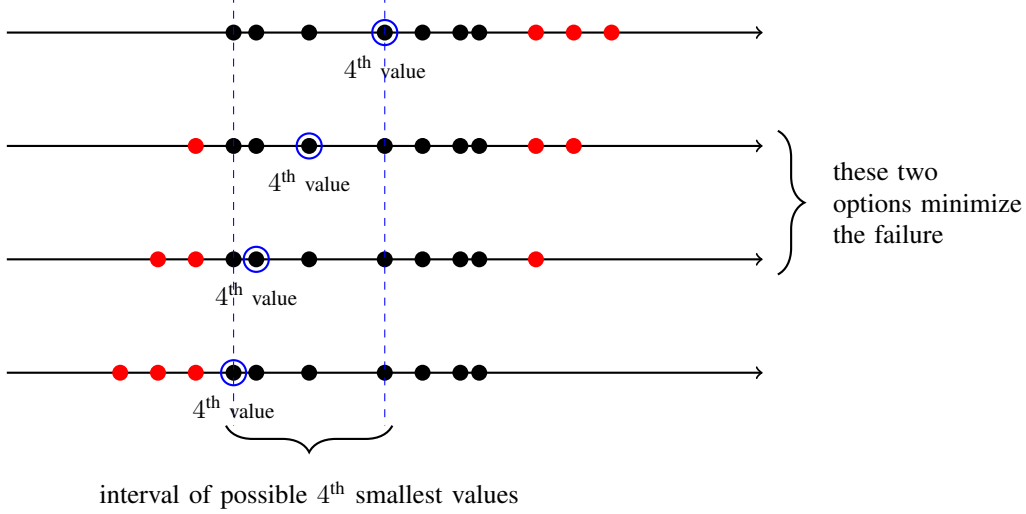 4th value
4th value
these two
options minimize
the failure
4th value
4th value
interval of possible 4th smallest values